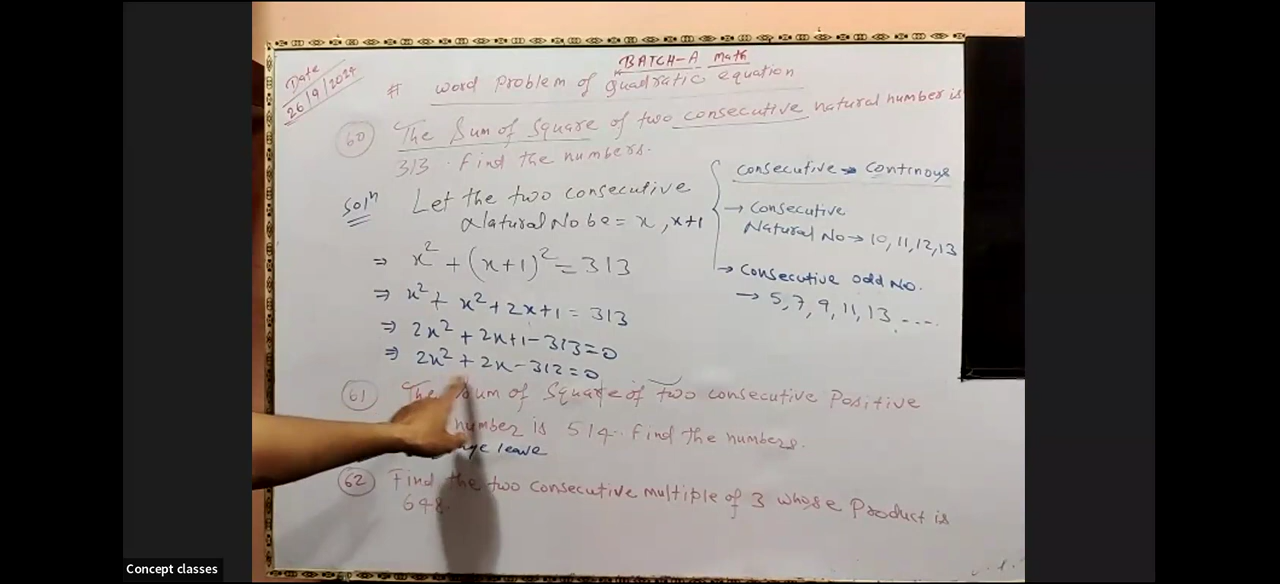 BATCH-A Math
Date
26/9/2024
# word problem of quadratic equation
60 The Sum of Square of two consecutive natural number is
313. Find the numbers.
Solⁿ Let the two consecutive
Natural No be = x, x+1
⇒ x² + (x+1)² = 313
⇒ x² + x² + 2x+1 = 313
⇒ 2x² + 2x+1-313=0
⇒ 2x² + 2x-312=0
consecutive → continous
→ Consecutive
Natural No → 10, 11, 12, 13
→ Consecutive odd No.
→ 5, 7, 9, 11, 13, ....
61 The Sum of Square of two consecutive Positive
number is 514. Find the numbers.
leave
62 Find the two consecutive multiple of 3 whose Product is
648.
Concept classes